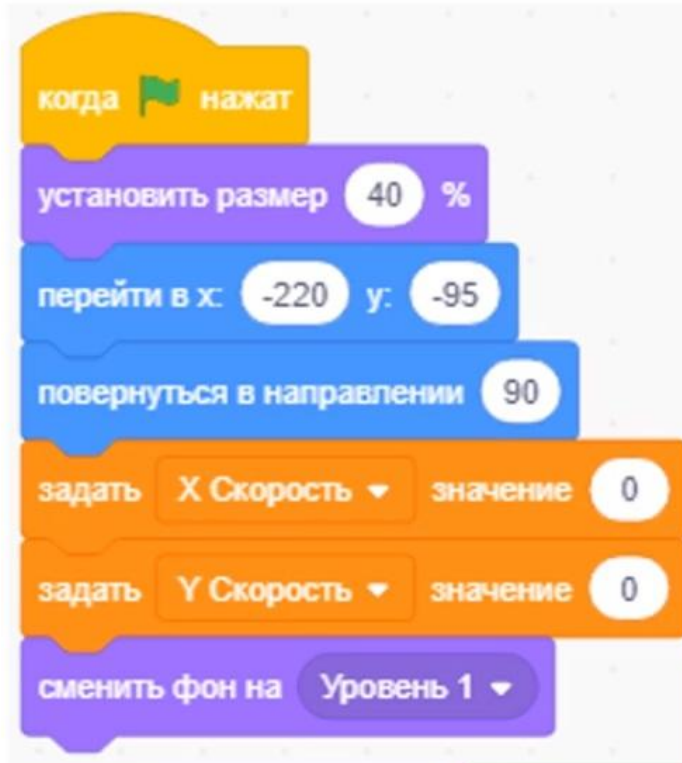 когда нажат
установить размер 40 %
перейти в x: -220 y: -95
повернуться в направлении 90
задать X Скорость значение 0
задать Y Скорость значение 0
сменить фон на Уровень 1